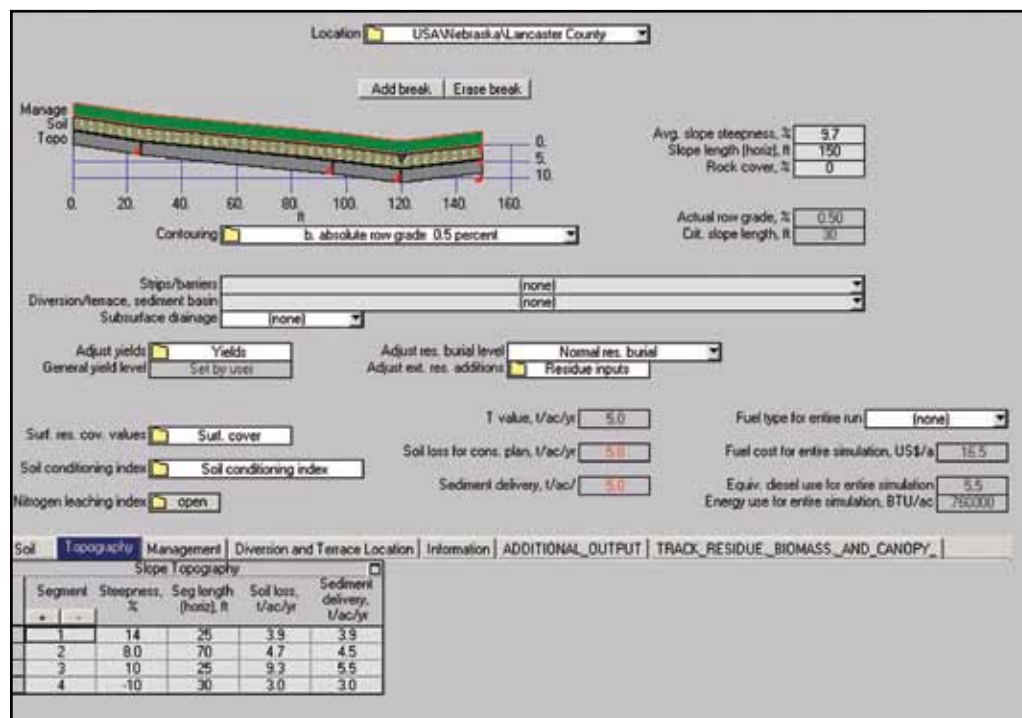 Location USA\Nebraska\Lancaster County
Add break Erase break
Manage
Soil
Topo
0.
5.
10.
0. 20. 40. 60. 80. 100. 120. 140. 160.
ft
Avg. slope steepness, % 9.7
Slope length (horiz), ft 150
Rock cover, % 0
Actual row grade, % 0.50
Crit. slope length, ft 30
Contouring b. absolute row grade 0.5 percent
Strips/barriers (none)
Diversion/terrace, sediment basin (none)
Subsurface drainage (none)
Adjust yields Yields
General yield level Set by user
Adjust res. burial level Normal res. burial
Adjust ext. res. additions Residue inputs
Surf. res. cov. values Surf. cover
Soil conditioning index Soil conditioning index
Nitrogen leaching index open
T value, t/ac/yr 5.0
Soil loss for cons. plan, t/ac/yr 5.0
Sediment delivery, t/ac/ 5.0
Fuel type for entire run (none)
Fuel cost for entire simulation, US$/a 16.5
Equiv. diesel use for entire simulation 5.5
Energy use for entire simulation, BTU/ac 760000
Soil Topography Management Diversion and Terrace Location Information ADDITIONAL_OUTPUT TRACK_RESIDUE,_BIOMASS_AND_CANOPY_
Slope Topography
Segment Steepness, % Seg length (horiz), ft Soil loss, t/ac/yr Sediment delivery, t/ac/yr
+ -
1 14 25 3.9 3.9
2 8.0 70 4.7 4.5
3 10 25 9.3 5.5
4 -10 30 3.0 3.0